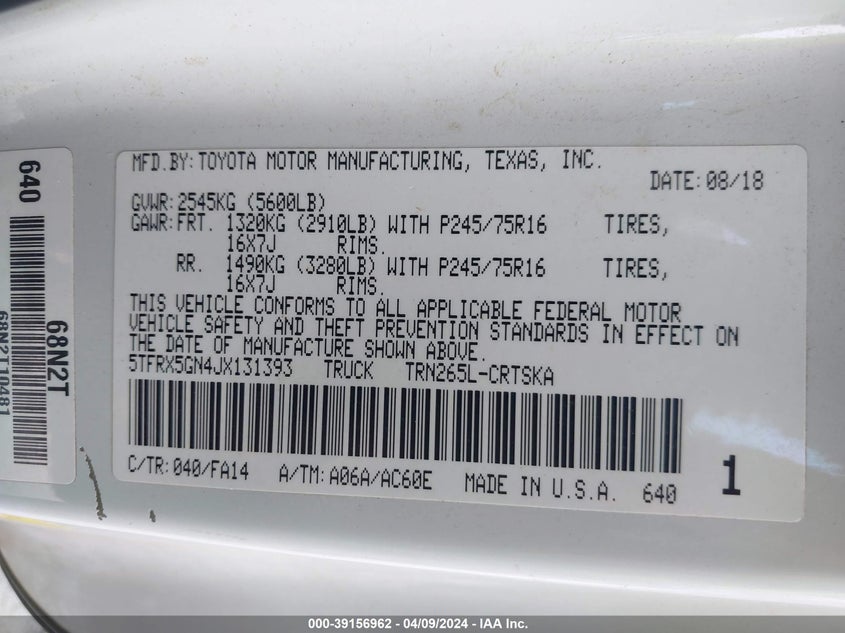 MFD.BY:TOYOTA MOTOR MANUFACTURING, TEXAS, INC.
DATE:08/18
GVWR:2545KG (5600LB)
GAWR:FRT. 1320KG (2910LB) WITH P245/75R16 TIRES,
16X7J RIMS.
RR. 1490KG (3280LB) WITH P245/75R16 TIRES,
16X7J RIMS.
THIS VEHICLE CONFORMS TO ALL APPLICABLE FEDERAL MOTOR
VEHICLE SAFETY AND THEFT PREVENTION STANDARDS IN EFFECT ON
THE DATE OF MANUFACTURE SHOWN ABOVE.
5TFRX5GN4JX131393 TRUCK TRN265L-CRTSKA
C/TR:040/FA14 A/TM:A06A/AC60E MADE IN U.S.A. 640
1
640
68N2T
68N2T10481
000-39156962 - 04/09/2024 - IAA Inc.